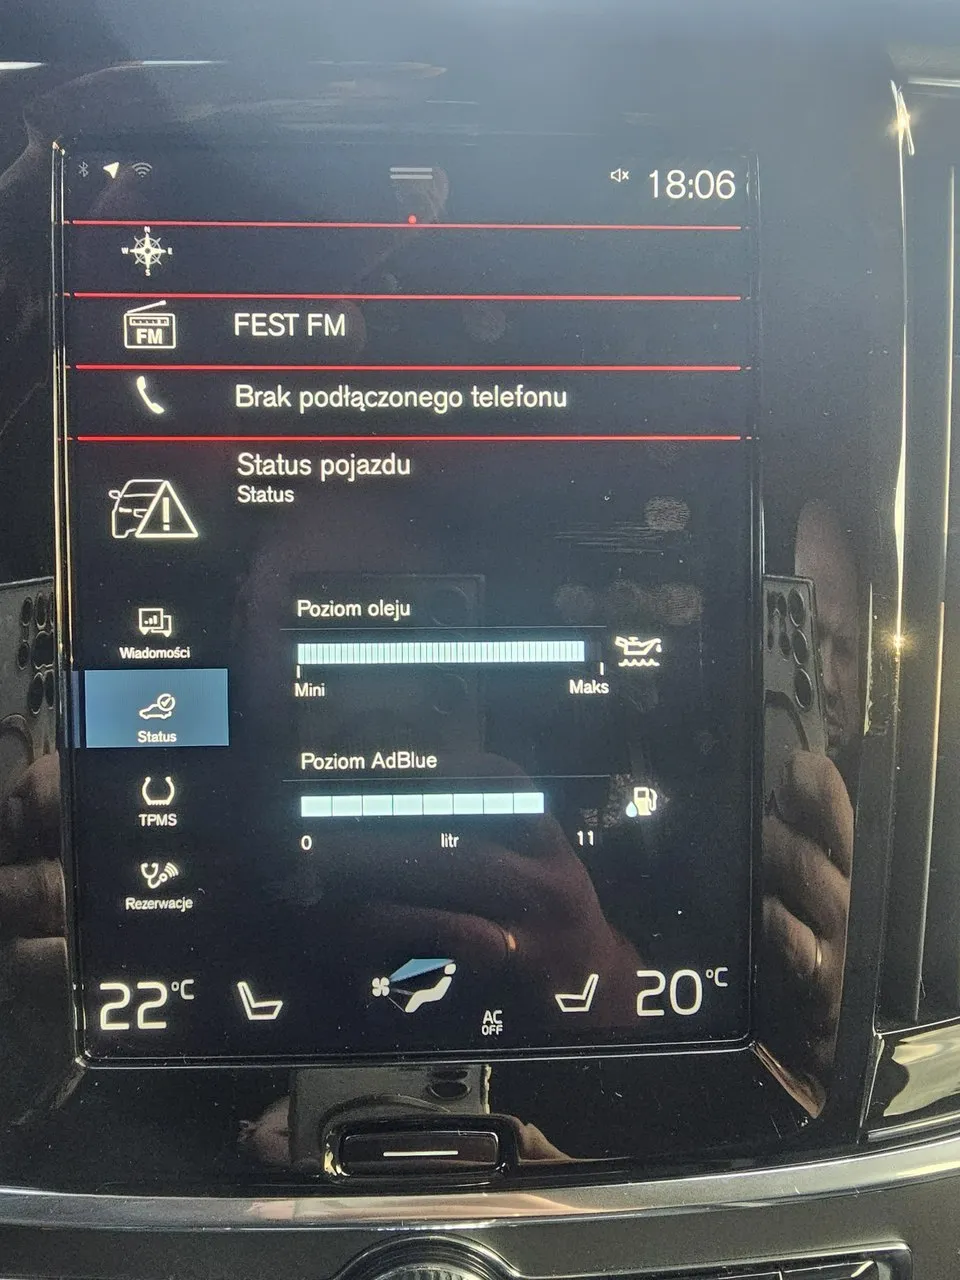 18:06
N
W E
S
FM
FEST FM
Brak podłączonego telefonu
Status pojazdu
Status
Poziom oleju
Wiadomości
Mini
Maks
Status
Poziom AdBlue
TPMS
0
litr
11
Rezerwacje
22°C
20°C
AC
OFF